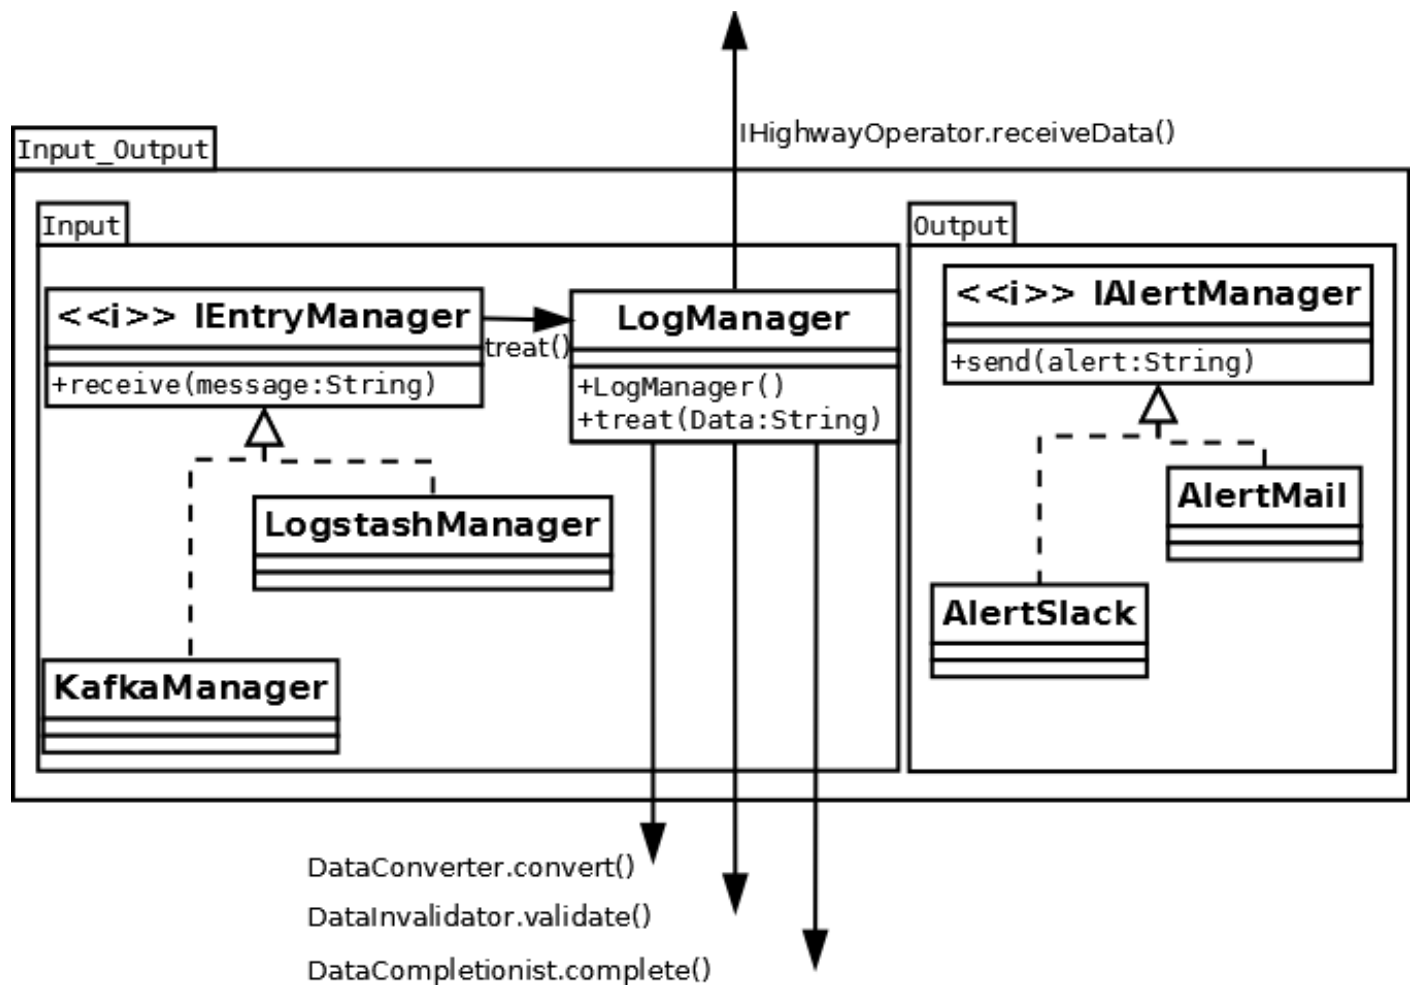 IHighwayOperator.receiveData()
Input_Output
Input
Output
<<i>> IEntryManager
+receive(message:String)
treat()
LogManager
+LogManager()
+treat(Data:String)
<<i>> IAlertManager
+send(alert:String)
LogstashManager
KafkaManager
AlertMail
AlertSlack
DataConverter.convert()
DataInvalidator.validate()
DataCompletionist.complete()